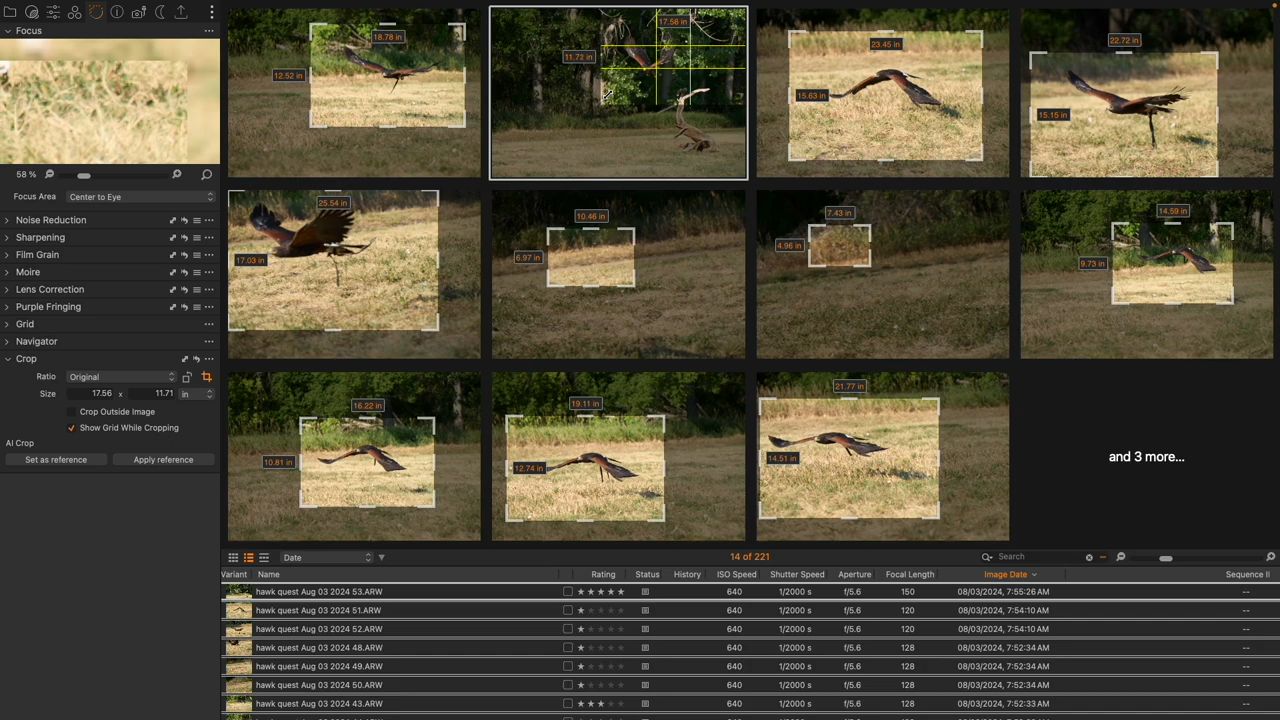 Focus
58 %
Focus Area Center to Eye
Noise Reduction
Sharpening
Film Grain
Moire
Lens Correction
Purple Fringing
Grid
Navigator
Crop
Ratio Original
Size 17.56 x 11.71 in
Crop Outside Image
Show Grid While Cropping
AI Crop
Set as reference Apply reference
18.78 in
12.52 in
17.58 in
11.72 in
23.45 in
15.63 in
22.72 in
15.15 in
25.54 in
17.03 in
10.46 in
6.97 in
7.43 in
4.96 in
14.59 in
9.73 in
16.22 in
10.81 in
19.11 in
12.74 in
21.77 in
14.51 in
and 3 more...
Date 14 of 221 Search
Variant Name Rating Status History ISO Speed Shutter Speed Aperture Focal Length Image Date Sequence II
hawk quest Aug 03 2024 53.ARW 640 1/2000 s f/5.6 150 08/03/2024, 7:55:26 AM --
hawk quest Aug 03 2024 51.ARW 640 1/2000 s f/5.6 120 08/03/2024, 7:54:10 AM --
hawk quest Aug 03 2024 52.ARW 640 1/2000 s f/5.6 120 08/03/2024, 7:54:10 AM --
hawk quest Aug 03 2024 48.ARW 640 1/2000 s f/5.6 128 08/03/2024, 7:52:34 AM --
hawk quest Aug 03 2024 49.ARW 640 1/2000 s f/5.6 128 08/03/2024, 7:52:34 AM --
hawk quest Aug 03 2024 50.ARW 640 1/2000 s f/5.6 128 08/03/2024, 7:52:34 AM --
hawk quest Aug 03 2024 43.ARW 640 1/2000 s f/5.6 128 08/03/2024, 7:52:33 AM --